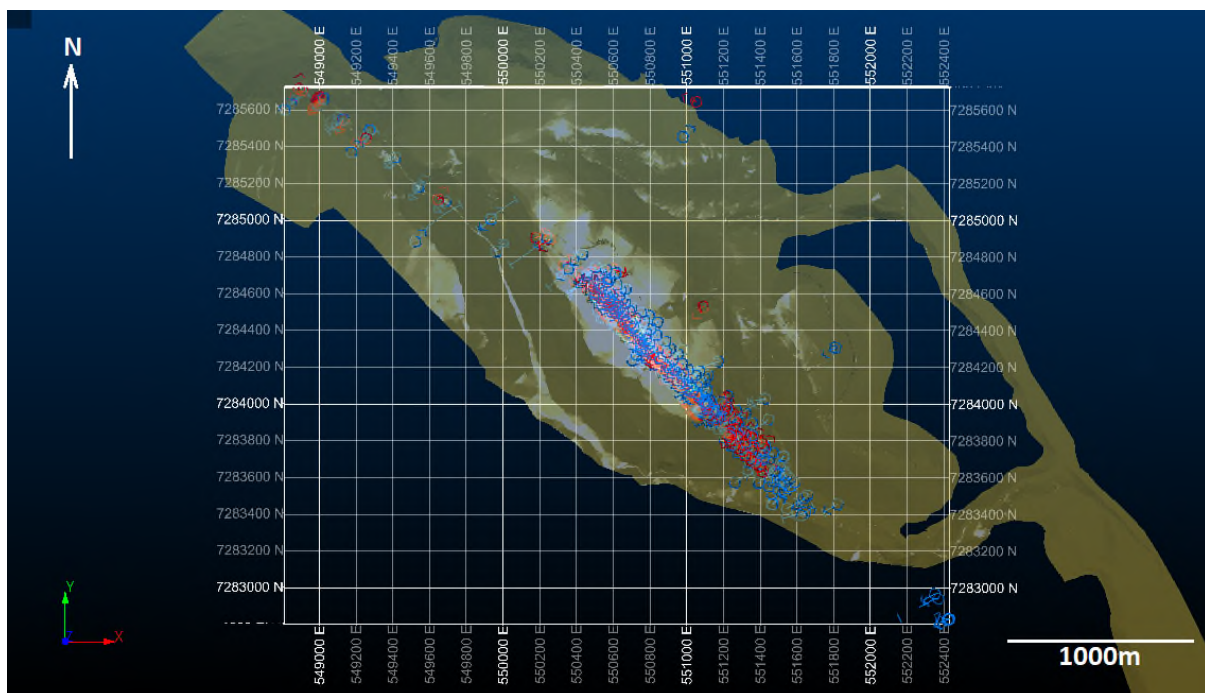 N
549000 E
549200 E
549400 E
549600 E
549800 E
550000 E
550200 E
550400 E
550600 E
550800 E
551000 E
551200 E
551400 E
551600 E
551800 E
552000 E
552200 E
552400 E
7285600 N
7285600 N
7285400 N
7285400 N
7285200 N
7285200 N
7285000 N
7285000 N
7284800 N
7284800 N
7284600 N
7284600 N
7284400 N
7284400 N
7284200 N
7284200 N
7284000 N
7284000 N
7283800 N
7283800 N
7283600 N
7283600 N
7283400 N
7283400 N
7283200 N
7283200 N
7283000 N
7283000 N
Y
X
549000 E
549200 E
549400 E
549600 E
549800 E
550000 E
550200 E
550400 E
550600 E
550800 E
551000 E
551200 E
551400 E
551600 E
551800 E
552000 E
552200 E
552400 E
1000m